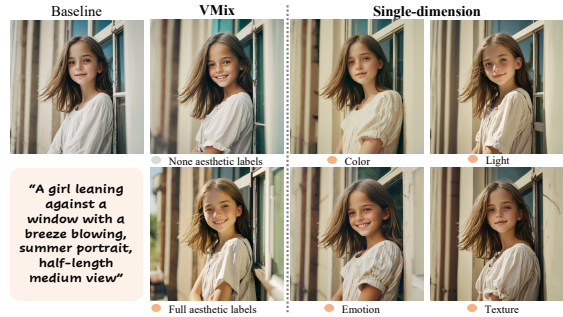 Baseline
VMix
Single-dimension
None aesthetic labels
Color
Light
“A girl leaning
against a
window with a
breeze blowing,
summer portrait,
half-length
medium view”
Full aesthetic labels
Emotion
Texture